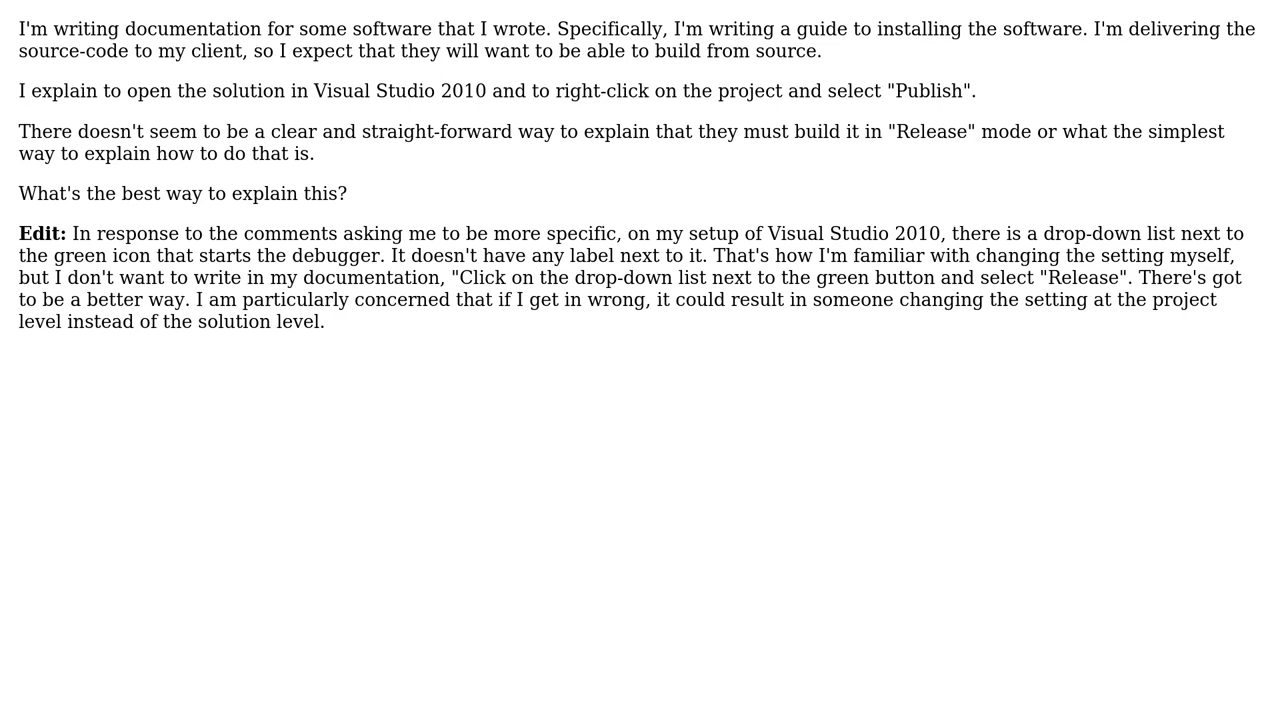 I'm writing documentation for some software that I wrote. Specifically, I'm writing a guide to installing the software. I'm delivering the
source-code to my client, so I expect that they will want to be able to build from source.
I explain to open the solution in Visual Studio 2010 and to right-click on the project and select "Publish".
There doesn't seem to be a clear and straight-forward way to explain that they must build it in "Release" mode or what the simplest
way to explain how to do that is.
What's the best way to explain this?
Edit: In response to the comments asking me to be more specific, on my setup of Visual Studio 2010, there is a drop-down list next to
the green icon that starts the debugger. It doesn't have any label next to it. That's how I'm familiar with changing the setting myself,
but I don't want to write in my documentation, "Click on the drop-down list next to the green button and select "Release". There's got
to be a better way. I am particularly concerned that if I get in wrong, it could result in someone changing the setting at the project
level instead of the solution level.